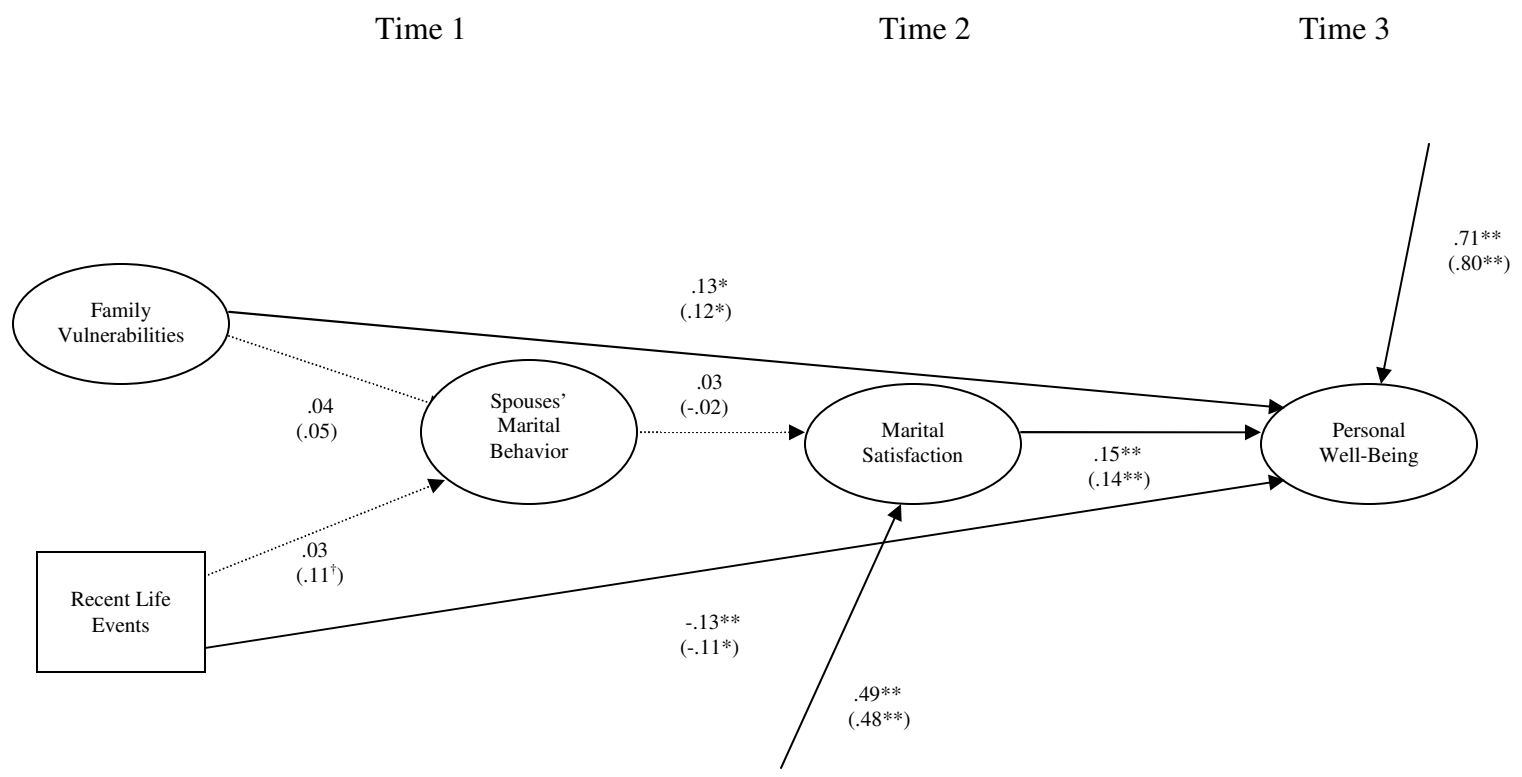 Time 1
Time 2
Time 3
.71**
(.80**)
.13*
(.12*)
Family
Vulnerabilities
.03
(-.02)
.04
(.05)
Spouses'
Marital
Behavior
Marital
Satisfaction
Personal
Well-Being
.15**
(.14**)
.03
(.11†)
Recent Life
Events
-.13**
(-.11*)
.49**
(.48**)